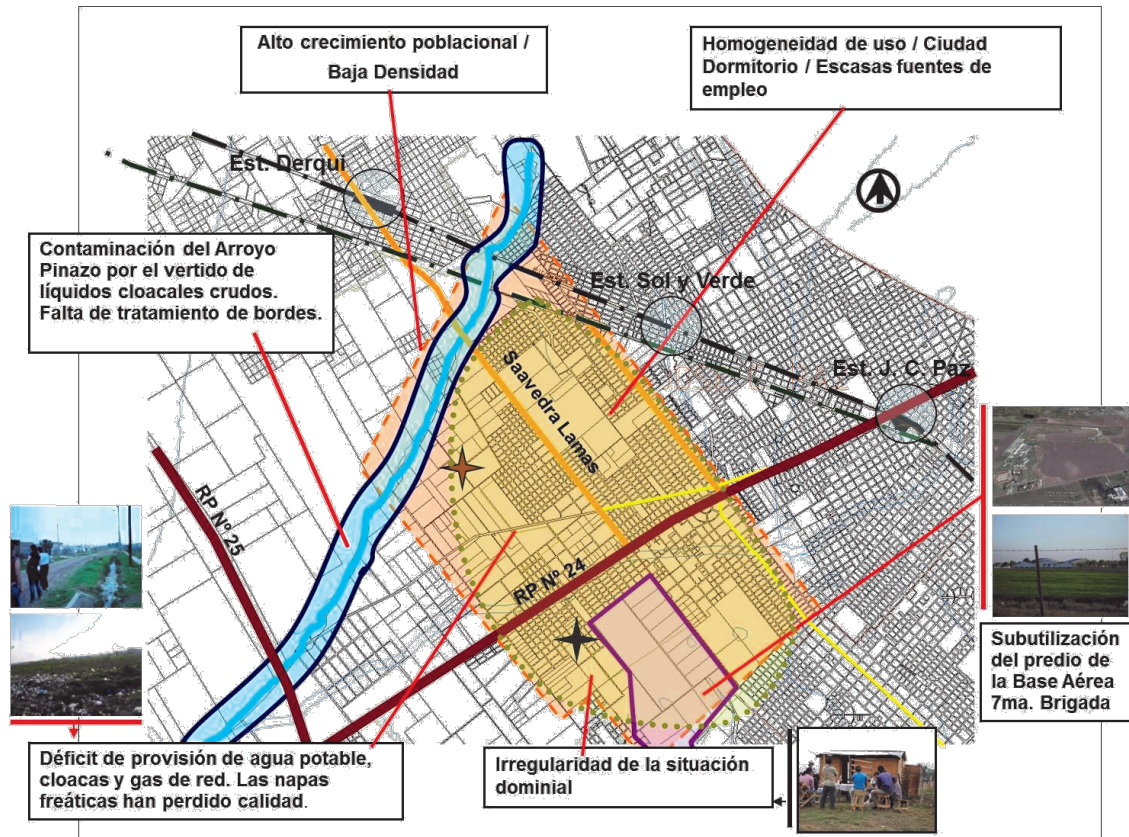 Alto crecimiento poblacional /
Baja Densidad
Homogeneidad de uso / Ciudad
Dormitorio / Escasas fuentes de
empleo
Est. Derqui
Contaminación del Arroyo
Pinazo por el vertido de
líquidos cloacales crudos.
Falta de tratamiento de bordes.
Est. Sol y Verde
Est. J. C. Paz
Saavedra Lamas
RP Nº 25
RP Nº 24
Subutilización
del predio de
la Base Aérea
7ma. Brigada
Déficit de provisión de agua potable,
cloacas y gas de red. Las napas
freáticas han perdido calidad.
Irregularidad de la situación
dominial